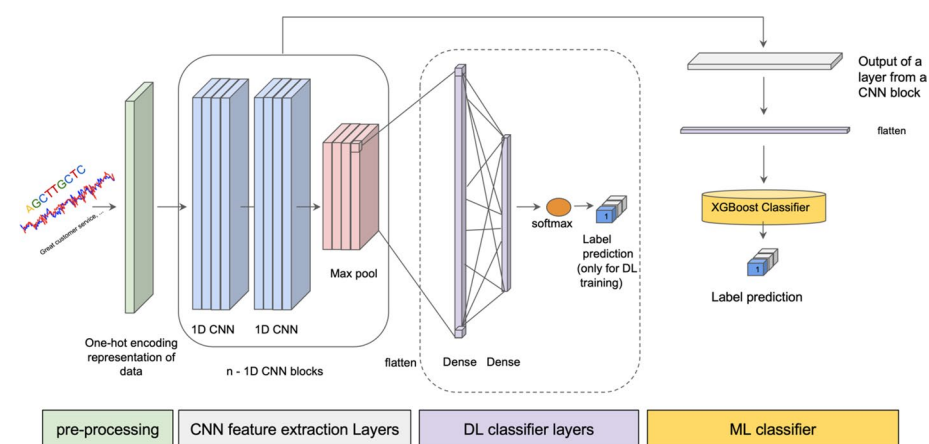 AGCTTGCTC
Great customer service, ...
One-hot encoding
representation of
data
1D CNN
1D CNN
Max pool
n - 1D CNN blocks
flatten
Dense
Dense
softmax
1
Label
prediction
(only for DL
training)
Output of a
layer from a
CNN block
flatten
XGBoost Classifier
1
Label prediction
pre-processing
CNN feature extraction Layers
DL classifier layers
ML classifier